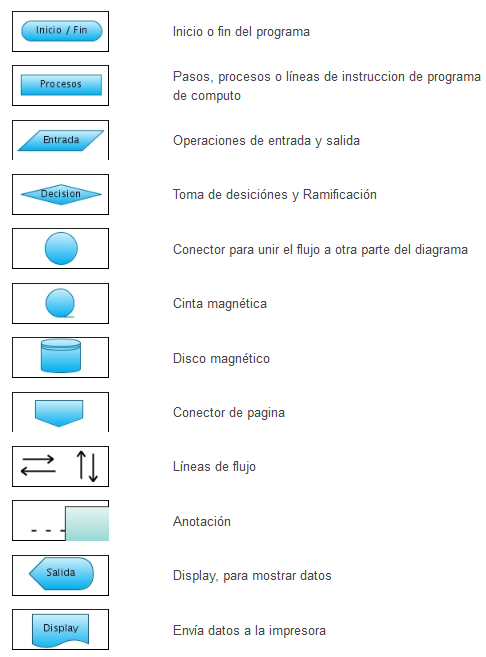 Inicio / Fin
Inicio o fin del programa
Procesos
Pasos, procesos o líneas de instruccion de programa
de computo
Entrada
Operaciones de entrada y salida
Decision
Toma de desiciónes y Ramificación
Conector para unir el flujo a otra parte del diagrama
Cinta magnética
Disco magnético
Conector de pagina
Líneas de flujo
Anotación
Salida
Display, para mostrar datos
Display
Envía datos a la impresora